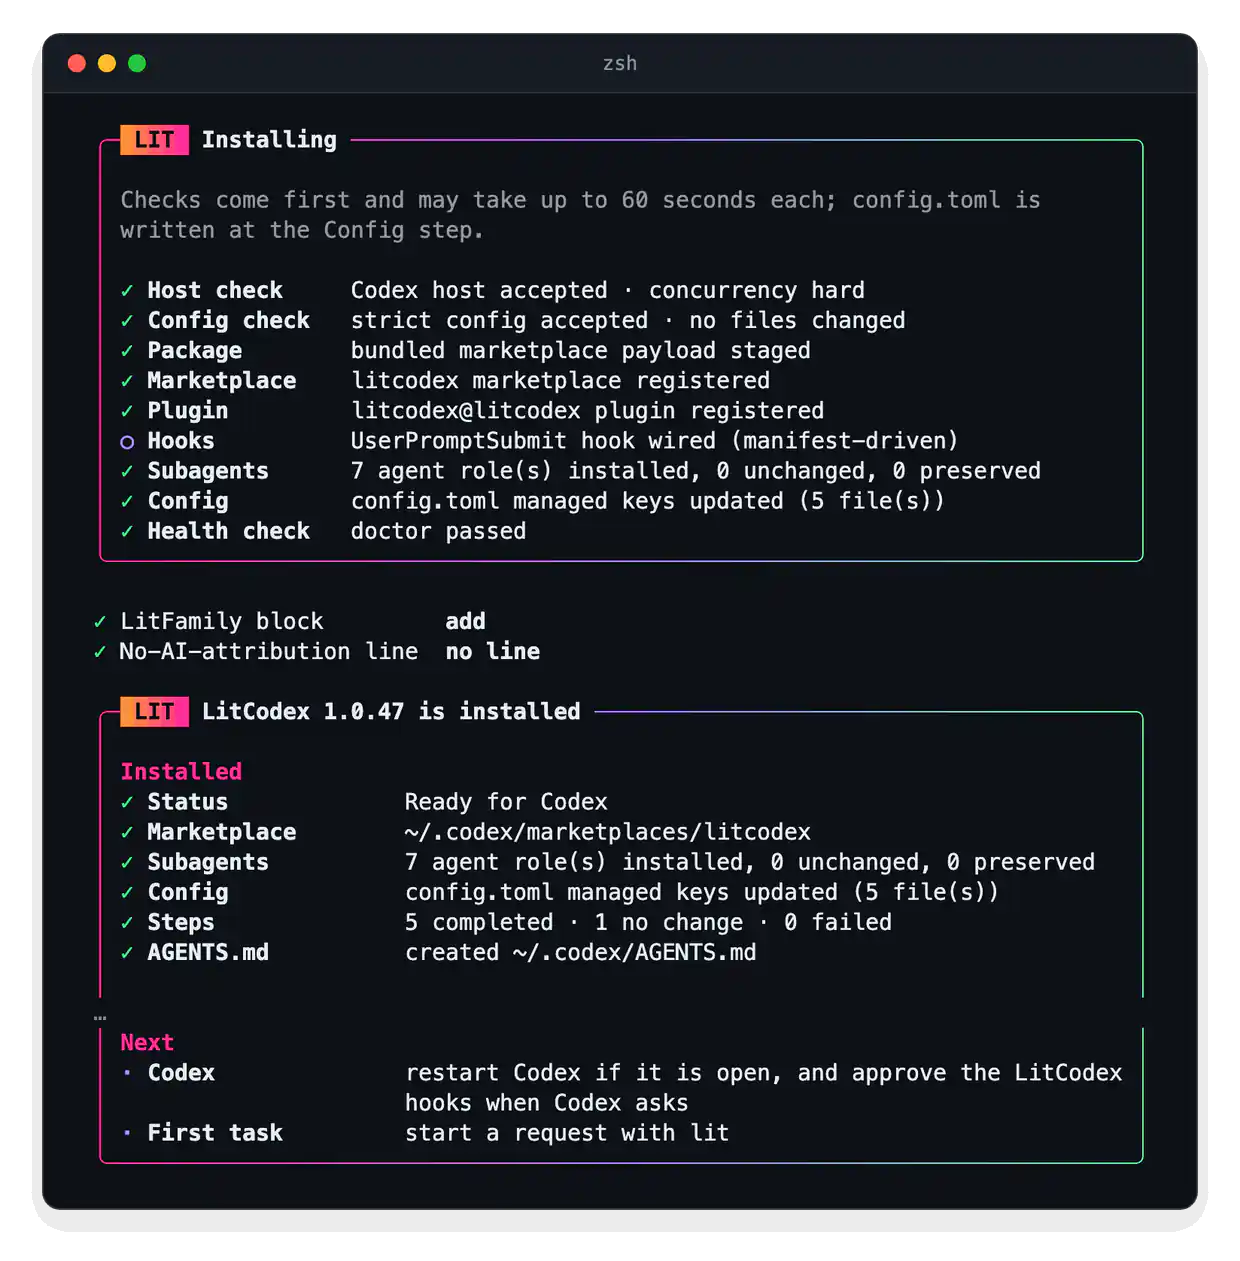 zsh
LIT Installing
Checks come first and may take up to 60 seconds each; config.toml is
written at the Config step.
✓ Host check Codex host accepted · concurrency hard
✓ Config check strict config accepted · no files changed
✓ Package bundled marketplace payload staged
✓ Marketplace litcodex marketplace registered
✓ Plugin litcodex@litcodex plugin registered
○ Hooks UserPromptSubmit hook wired (manifest-driven)
✓ Subagents 7 agent role(s) installed, 0 unchanged, 0 preserved
✓ Config config.toml managed keys updated (5 file(s))
✓ Health check doctor passed
✓ LitFamily block add
✓ No-AI-attribution line no line
LIT LitCodex 1.0.47 is installed
Installed
✓ Status Ready for Codex
✓ Marketplace ~/.codex/marketplaces/litcodex
✓ Subagents 7 agent role(s) installed, 0 unchanged, 0 preserved
✓ Config config.toml managed keys updated (5 file(s))
✓ Steps 5 completed · 1 no change · 0 failed
✓ AGENTS.md created ~/.codex/AGENTS.md
…
Next
· Codex restart Codex if it is open, and approve the LitCodex
hooks when Codex asks
· First task start a request with lit